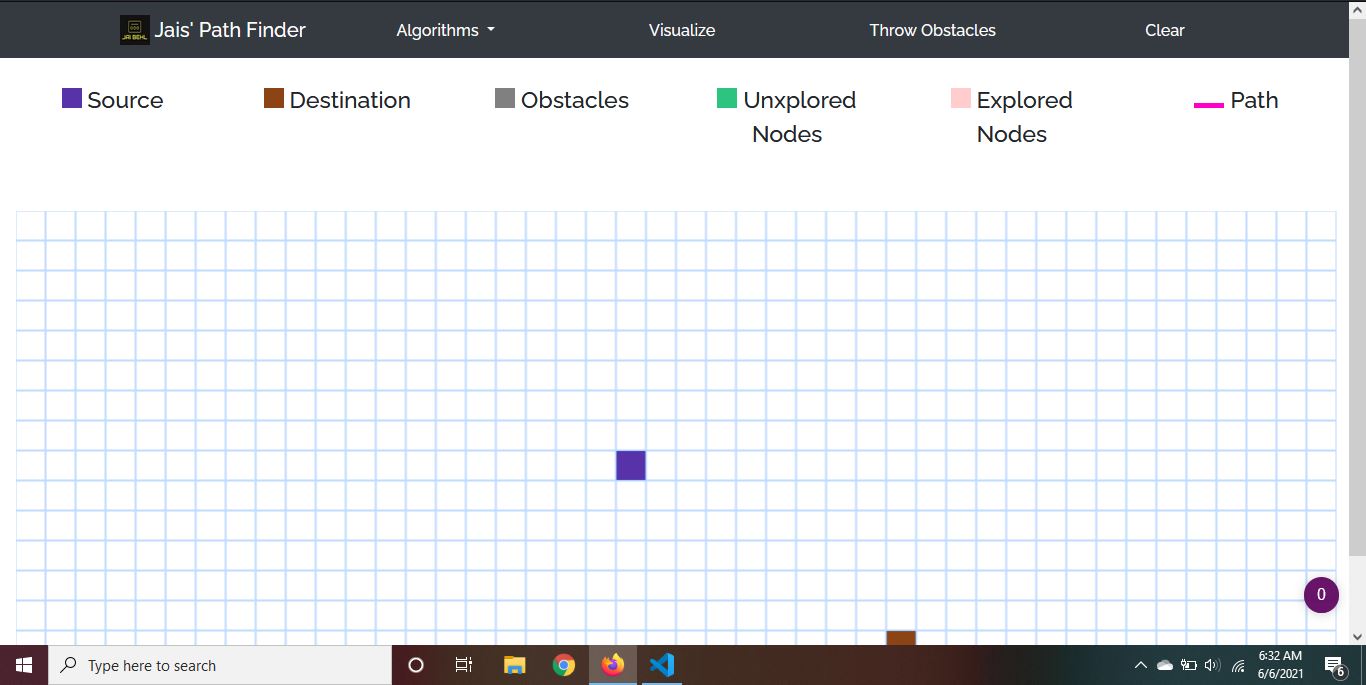 JAI BEHL
Jais' Path Finder
Algorithms
Visualize
Throw Obstacles
Clear
Source
Destination
Obstacles
Unxplored
Nodes
Explored
Nodes
Path
0
Type here to search
6:32 AM
6/6/2021
6